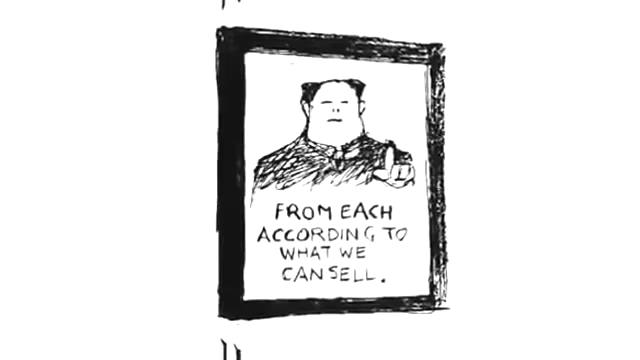 FROM EACH
ACCORDING TO
WHAT WE
CAN SELL.